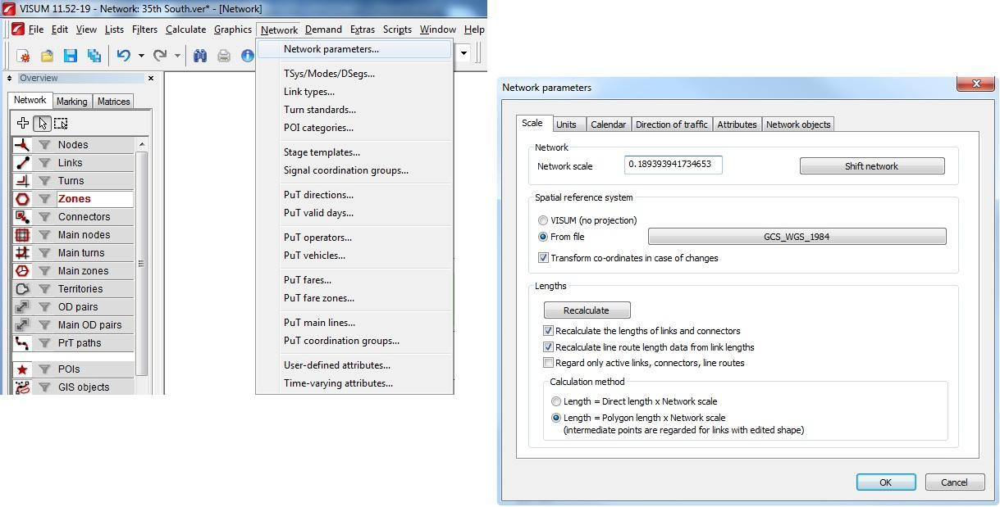 VISUM 11.52-19 - Network: 35th South.ver* - [Network]
File Edit View Lists Filters Calculate Graphics Network Demand Extras Scripts Window Help
Overview
Network Marking Matrices
Nodes
Links
Turns
Zones
Connectors
Main nodes
Main turns
Main zones
Territories
OD pairs
Main OD pairs
PrT paths
POIs
GIS objects
Network parameters...
TSys/Modes/DSegs...
Link types...
Turn standards...
POI categories...
Stage templates...
Signal coordination groups...
PuT directions...
PuT valid days...
PuT operators...
PuT vehicles...
PuT fares...
PuT fare zones...
PuT main lines...
PuT coordination groups...
User-defined attributes...
Time-varying attributes...
Network parameters
Scale Units Calendar Direction of traffic Attributes Network objects
Network
Network scale 0.189393941734653 Shift network
Spatial reference system
VISUM (no projection)
From file GCS_WGS_1984
Transform co-ordinates in case of changes
Lengths
Recalculate
Recalculate the lengths of links and connectors
Recalculate line route length data from link lengths
Regard only active links, connectors, line routes
Calculation method
Length = Direct length x Network scale
Length = Polygon length x Network scale
(intermediate points are regarded for links with edited shape)
OK Cancel